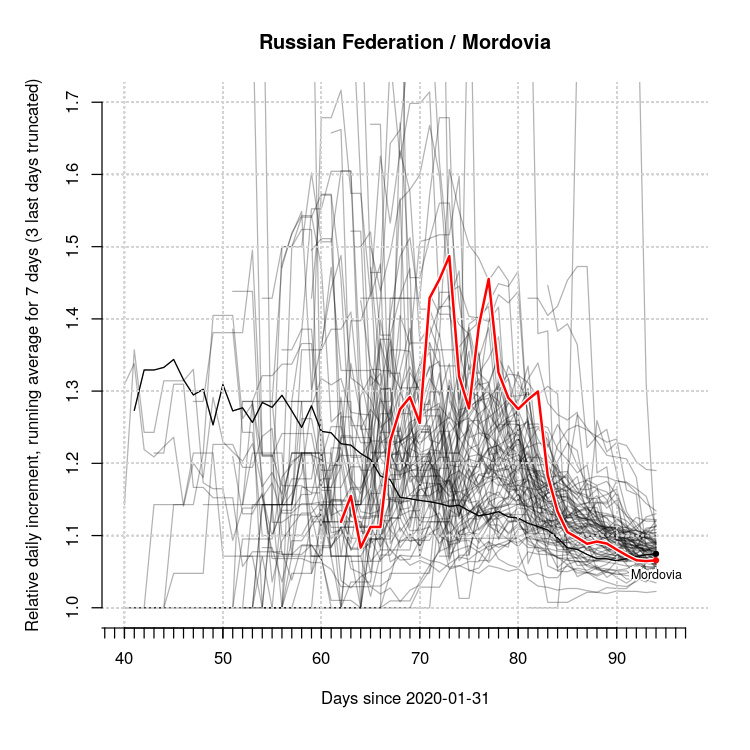 Russian Federation / Mordovia
Relative daily increment, running average for 7 days (3 last days truncated)
1.7
1.6
1.5
1.4
1.3
1.2
1.1
1.0
Mordovia
40 50 60 70 80 90
Days since 2020-01-31